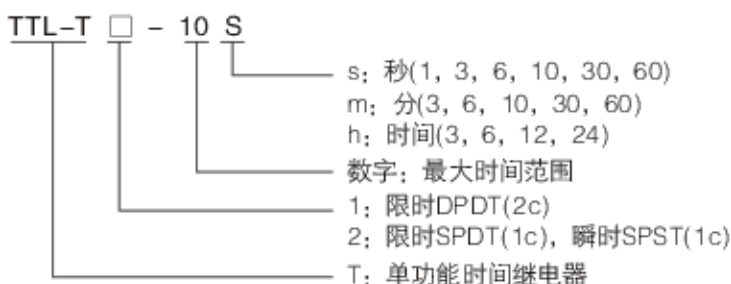 TTL-T □ - 10 S
s：秒(1，3，6，10，30，60)
m：分(3，6，10，30，60)
h：时间(3，6，12，24)
数字：最大时间范围
1：限时DPDT(2c)
2：限时SPDT(1c)，瞬时SPST(1c)
T：单功能时间继电器